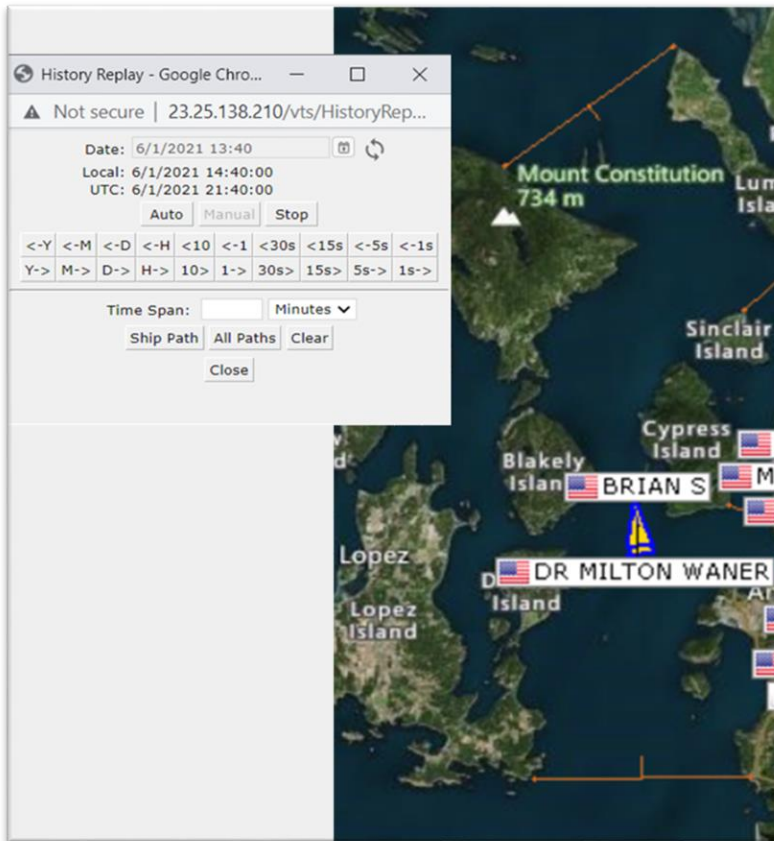 History Replay - Google Chro...
Not secure | 23.25.138.210/vts/HistoryRep...
Date: 6/1/2021 13:40
Local: 6/1/2021 14:40:00
UTC: 6/1/2021 21:40:00
Auto Manual Stop
<-Y <-M <-D <-H <10 <-1 <30s <15s <-5s <-1s
Y-> M-> D-> H-> 10> 1-> 30s> 15s> 5s-> 1s->
Time Span: Minutes
Ship Path All Paths Clear
Close
Mount Constitution
734 m
Lum
Isla
Sinclair
Island
Cypress
Island
Blakely
Islan
BRIAN S
M
Lopez
DR MILTON WANER
D
Island
Lopez
Island